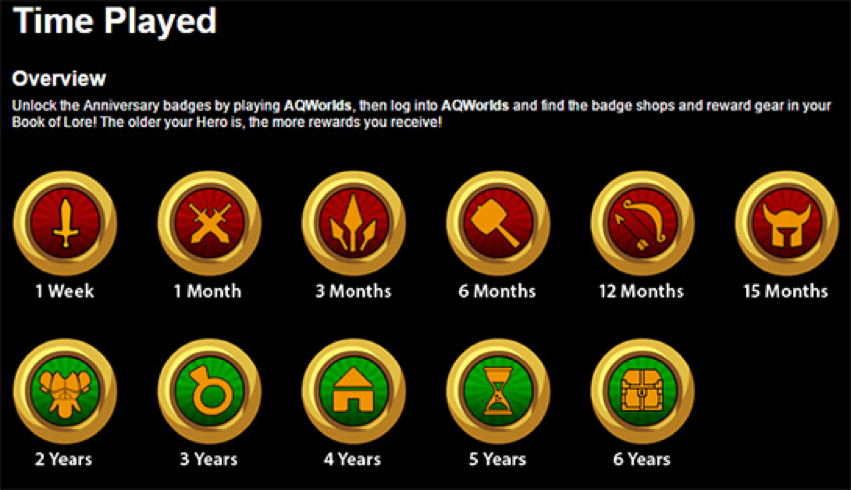 Time Played
Overview
Unlock the Anniversary badges by playing AQWorlds, then log into AQWorlds and find the badge shops and reward gear in your
Book of Lore! The older your Hero is, the more rewards you receive!
1 Week
1 Month
3 Months
6 Months
12 Months
15 Months
2 Years
3 Years
4 Years
5 Years
6 Years